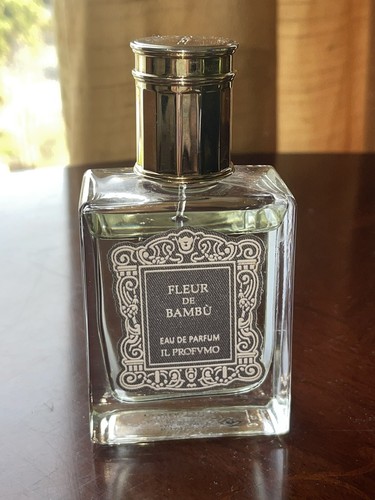 FLEUR
DE
BAMBÙ
EAU DE PARFUM
IL PROFVMO